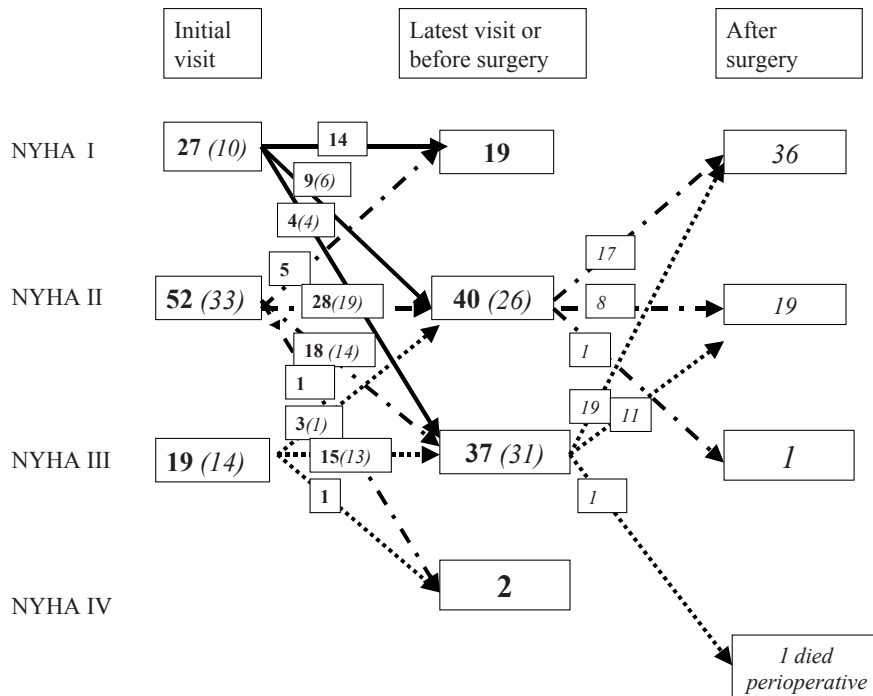 Initial
visit
Latest visit or
before surgery
After
surgery
NYHA I
27 (10)
14
19
36
9(6)
4(4)
17
5
NYHA II
52 (33)
28(19)
40 (26)
8
19
18 (14)
1
1
3(1)
19
11
NYHA III
19 (14)
15(13)
37 (31)
1
1
1
2
NYHA IV
1 died
perioperative